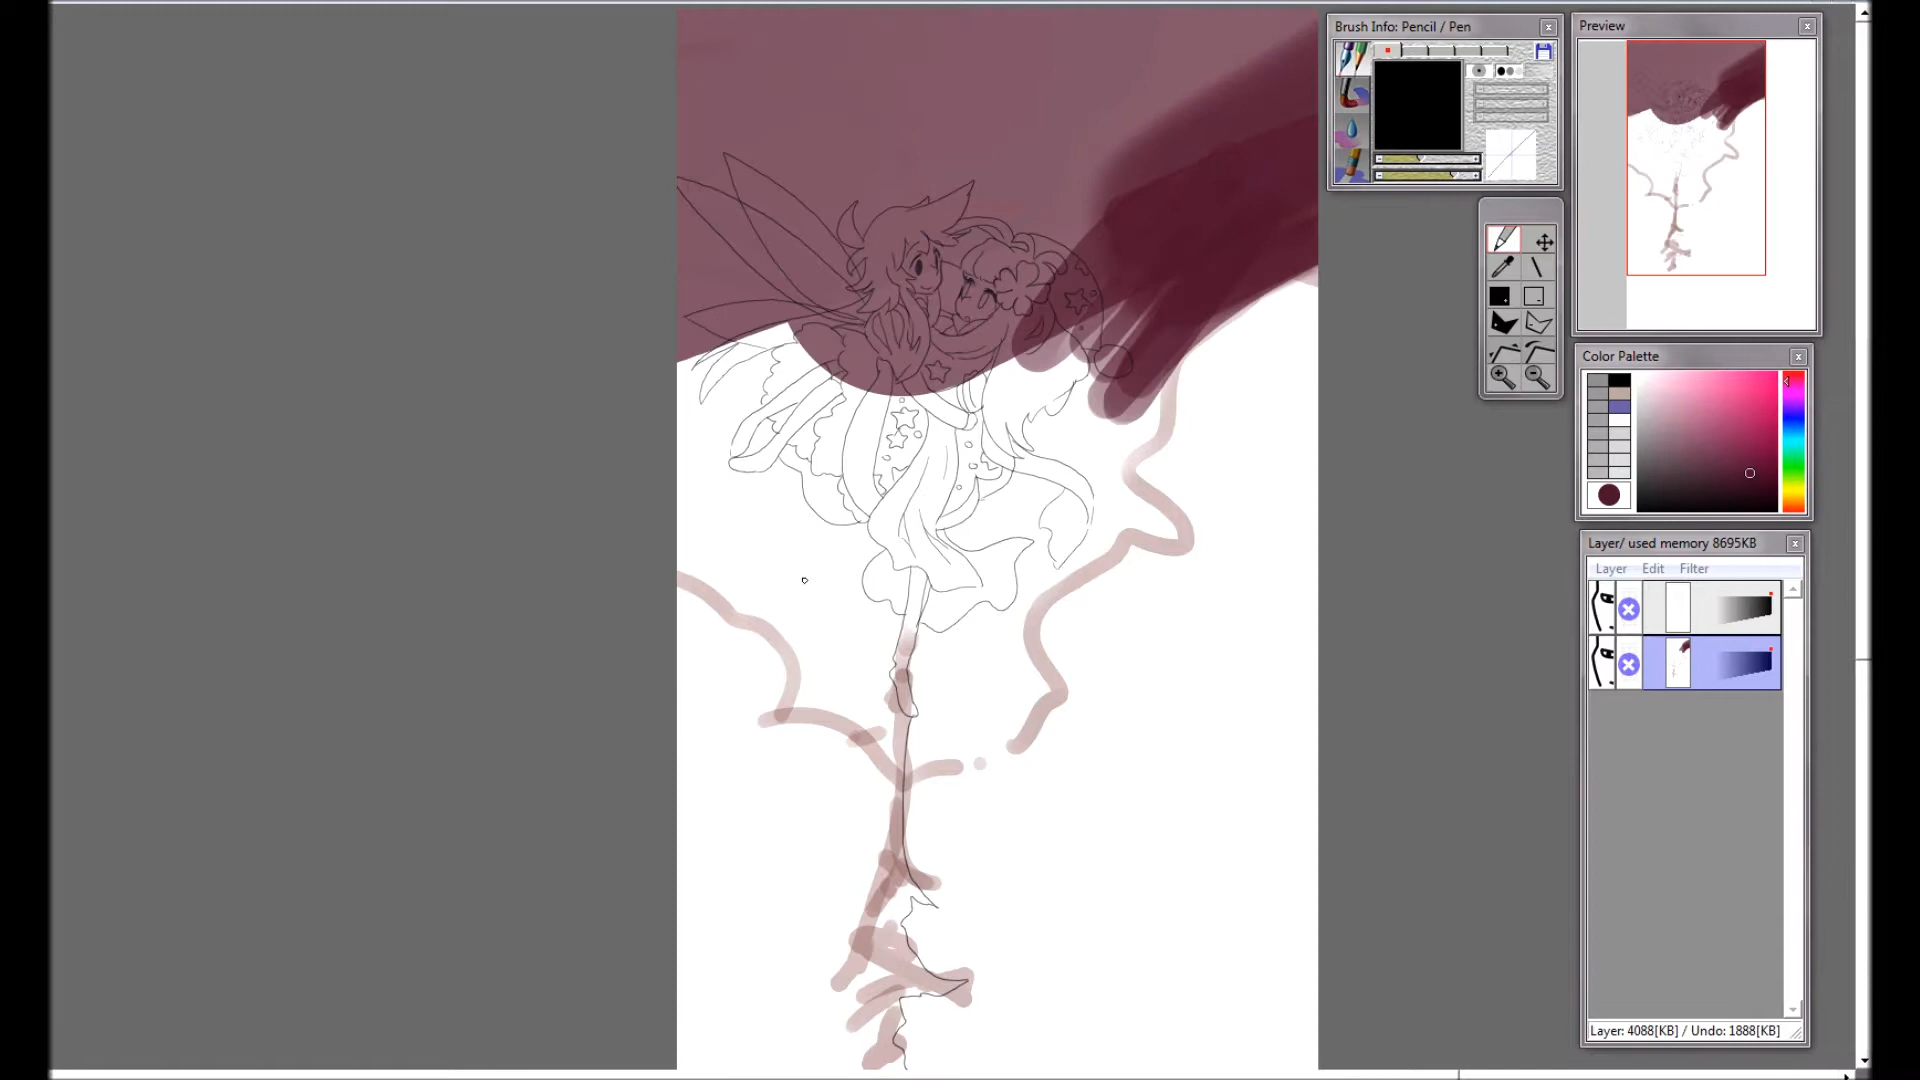 Brush Info: Pencil / Pen
Preview
Color Palette
Layer/ used memory 8695KB
Layer Edit Filter
Layer: 4088[KB] / Undo: 1888[KB]